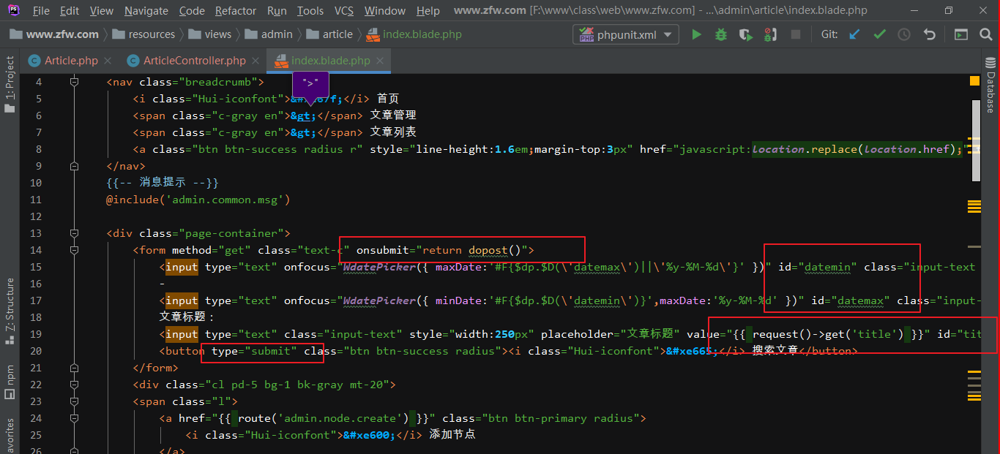 File Edit View Navigate Code Refactor Run Tools VCS Window Help www.zfw.com [F:\www\class\web\www.zfw.com] - ...\admin\article\index.blade.php
www.zfw.com resources views admin article index.blade.php phpunit.xml Git:
Article.php ArticleController.php index.blade.php
1: Project
Z: Structure
npm
avorites
Database
">"
4 <nav class="breadcrumb">
5 <i class="Hui-iconfont">&#xe67f;</i> 首页
6 <span class="c-gray en">&gt;</span> 文章管理
7 <span class="c-gray en">&gt;</span> 文章列表
8 <a class="btn btn-success radius r" style="line-height:1.6em;margin-top:3px" href="javascript:location.replace(location.href);"
9 </nav>
10 {{-- 消息提示 --}}
11 @include('admin.common.msg')
12
13 <div class="page-container">
14 <form method="get" class="text-c" onsubmit="return dopost()">
15 <input type="text" onfocus="WdatePicker({ maxDate:'#F{$dp.$D(\'datemax\')||\'%y-%M-%d\'}' })" id="datemin" class="input-text
16 -
17 <input type="text" onfocus="WdatePicker({ minDate:'#F{$dp.$D(\'datemin\')}',maxDate:'%y-%M-%d' })" id="datemax" class="input-
18 文章标题：
19 <input type="text" class="input-text" style="width:250px" placeholder="文章标题" value="{{ request()->get('title') }}" id="tit
20 <button type="submit" class="btn btn-success radius"><i class="Hui-iconfont">&#xe665;</i> 搜索文章</button>
21 </form>
22 <div class="cl pd-5 bg-1 bk-gray mt-20">
23 <span class="l">
24 <a href="{{ route('admin.node.create') }}" class="btn btn-primary radius">
25 <i class="Hui-iconfont">&#xe600;</i> 添加节点
26 </a>